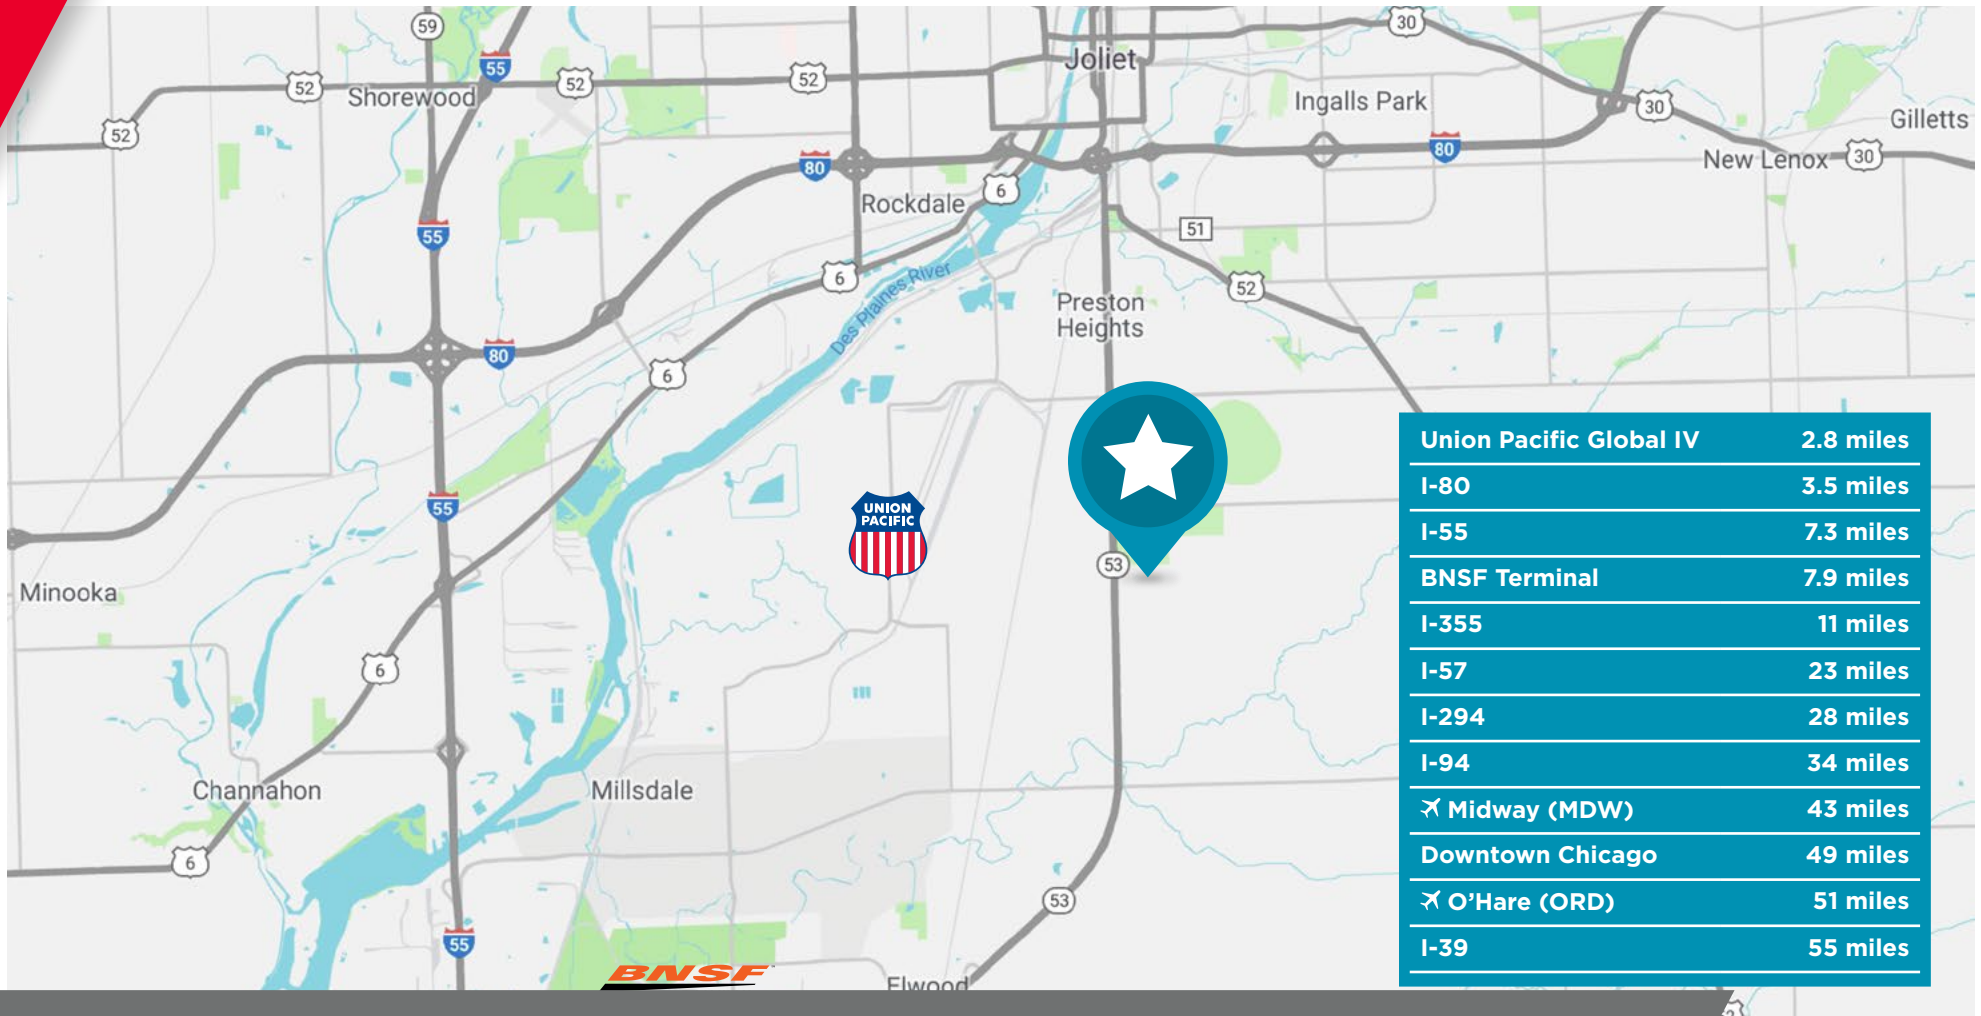 59
30
55
Joliet
52
52
52
Shorewood
Ingalls Park
30
Gilletts
52
80
80
New Lenox
30
Rockdale
6
55
51
6
Des Plaines River
52
Preston
Heights
80
6
55
UNION
PACIFIC
53
Minooka
6
Channahon
Millsdale
6
53
55
BNSF
Elwood
Union Pacific Global IV 2.8 miles
I-80 3.5 miles
I-55 7.3 miles
BNSF Terminal 7.9 miles
I-355 11 miles
I-57 23 miles
I-294 28 miles
I-94 34 miles
Midway (MDW) 43 miles
Downtown Chicago 49 miles
O'Hare (ORD) 51 miles
I-39 55 miles